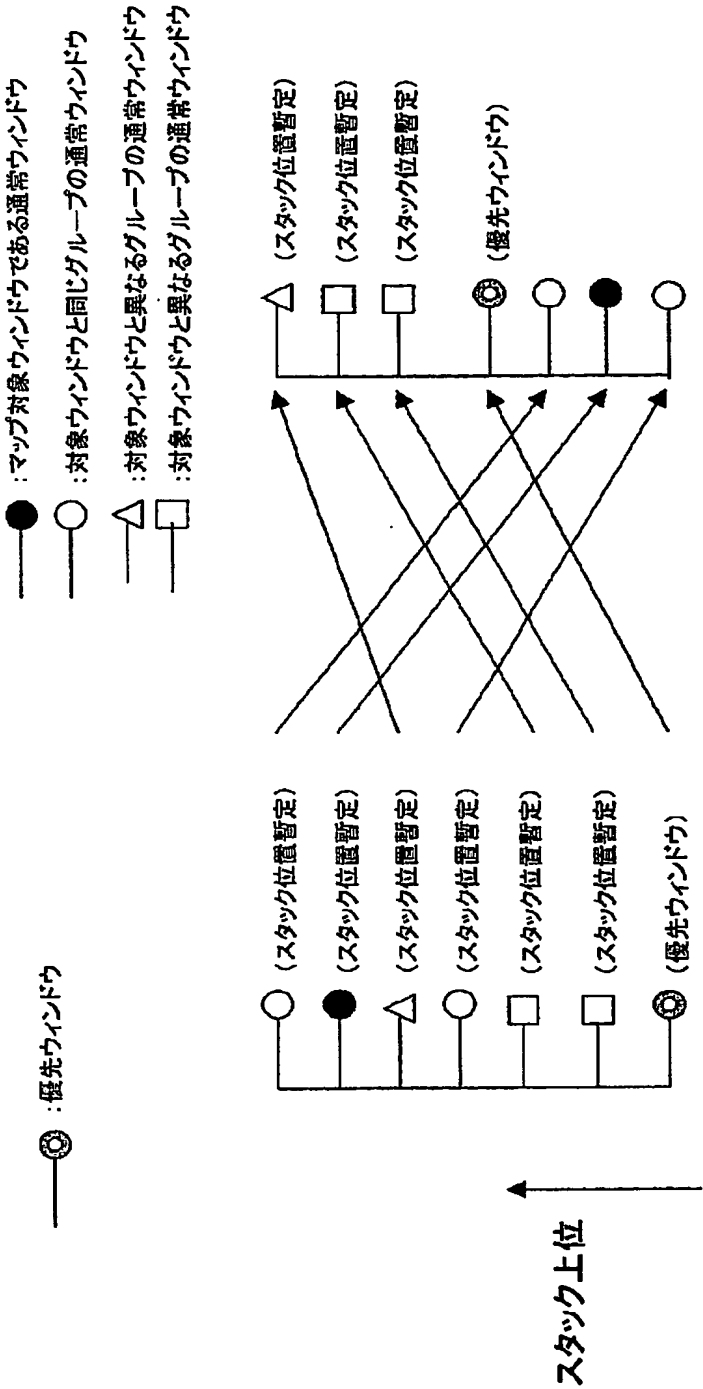 :優先ウィンドウ
:マップ対象ウィンドウである通常ウィンドウ
:対象ウィンドウと同じグループの通常ウィンドウ
:対象ウィンドウと異なるグループの通常ウィンドウ
:対象ウィンドウと異なるグループの通常ウィンドウ
スタック上位
(スタック位置暫定)
(スタック位置暫定)
(スタック位置暫定)
(スタック位置暫定)
(スタック位置暫定)
(スタック位置暫定)
(優先ウィンドウ)
(スタック位置暫定)
(スタック位置暫定)
(スタック位置暫定)
(優先ウィンドウ)